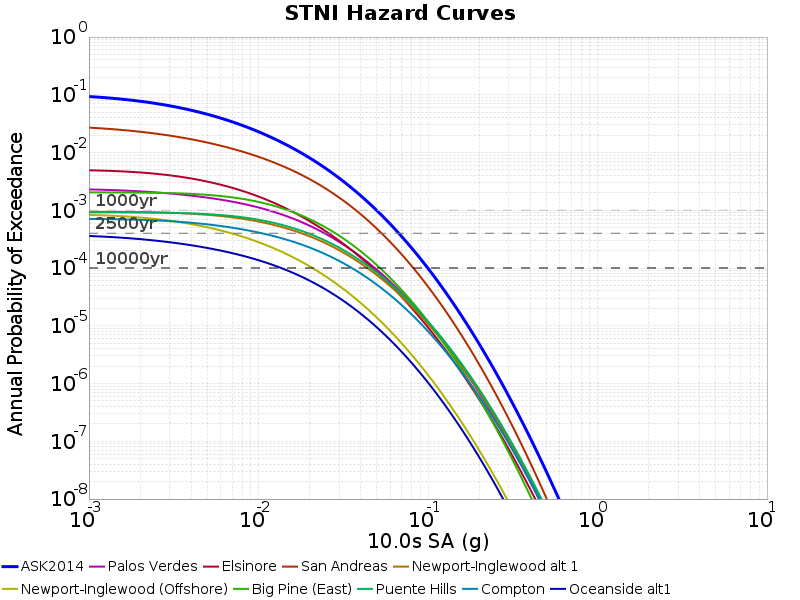 STNI Hazard Curves
10^0
10^-1
10^-2
10^-3
10^-4
10^-5
10^-6
10^-7
10^-8
Annual Probability of Exceedance
1000yr
2500yr
10000yr
10^-3 10^-2 10^-1 10^0 10^1
10.0s SA (g)
ASK2014 Palos Verdes Elsinore San Andreas Newport-Inglewood alt 1
Newport-Inglewood (Offshore) Big Pine (East) Puente Hills Compton Oceanside alt1